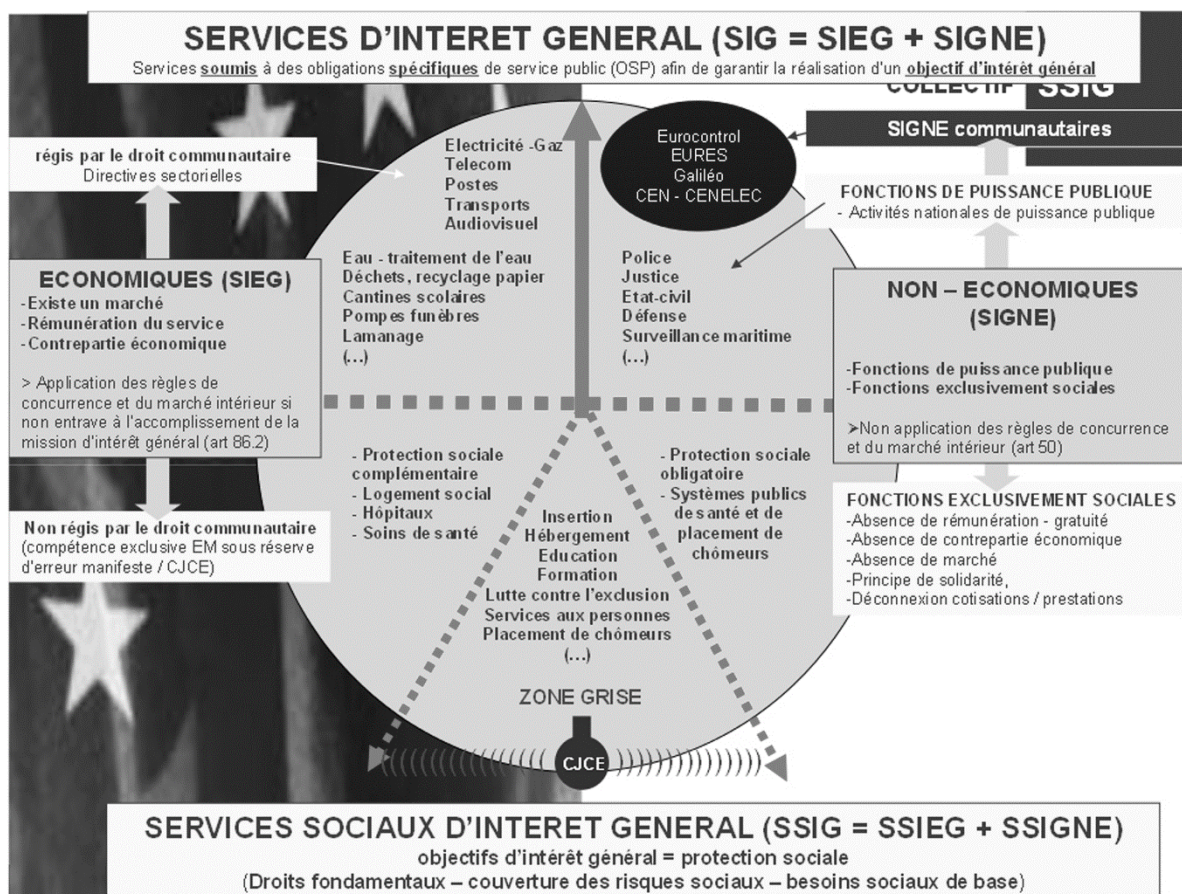 SERVICES D'INTERET GENERAL (SIG = SIEG + SIGNE)
Services soumis à des obligations spécifiques de service public (OSP) afin de garantir la réalisation d'un objectif d'intérêt général
COLLECTIF
SSIG
SIGNE communautaires
Eurocontrol
EURES
Galiléo
CEN - CENELEC
régis par le droit communautaire
Directives sectorielles
Electricité -Gaz
Telecom
Postes
Transports
Audiovisuel
FONCTIONS DE PUISSANCE PUBLIQUE
- Activités nationales de puissance publique
ECONOMIQUES (SIEG)
-Existe un marché
-Rémunération du service
-Contrepartie économique
> Application des règles de
concurrence et du marché intérieur si
non entrave à l'accomplissement de la
mission d'intérêt général (art 86.2)
Eau - traitement de l'eau
Déchets, recyclage papier
Cantines scolaires
Pompes funèbres
Lamanage
(…)
Police
Justice
Etat-civil
Défense
Surveillance maritime
(…)
NON – ECONOMIQUES
(SIGNE)
-Fonctions de puissance publique
-Fonctions exclusivement sociales
>Non application des règles de concurrence
et du marché intérieur (art 50)
- Protection sociale
complémentaire
- Logement social
- Hôpitaux
- Soins de santé
- Protection sociale
obligatoire
- Systèmes publics
de santé et de
placement de
chômeurs
Insertion
Hébergement
Education
Formation
Lutte contre l'exclusion
Services aux personnes
Placement de chômeurs
(…)
Non régis par le droit communautaire
(compétence exclusive EM sous réserve
d'erreur manifeste / CJCE)
FONCTIONS EXCLUSIVEMENT SOCIALES
-Absence de rémunération - gratuité
-Absence de contrepartie économique
-Absence de marché
-Principe de solidarité,
-Déconnexion cotisations / prestations
ZONE GRISE
CJCE
SERVICES SOCIAUX D'INTERET GENERAL (SSIG = SSIEG + SSIGNE)
objectifs d'intérêt général = protection sociale
(Droits fondamentaux – couverture des risques sociaux – besoins sociaux de base)